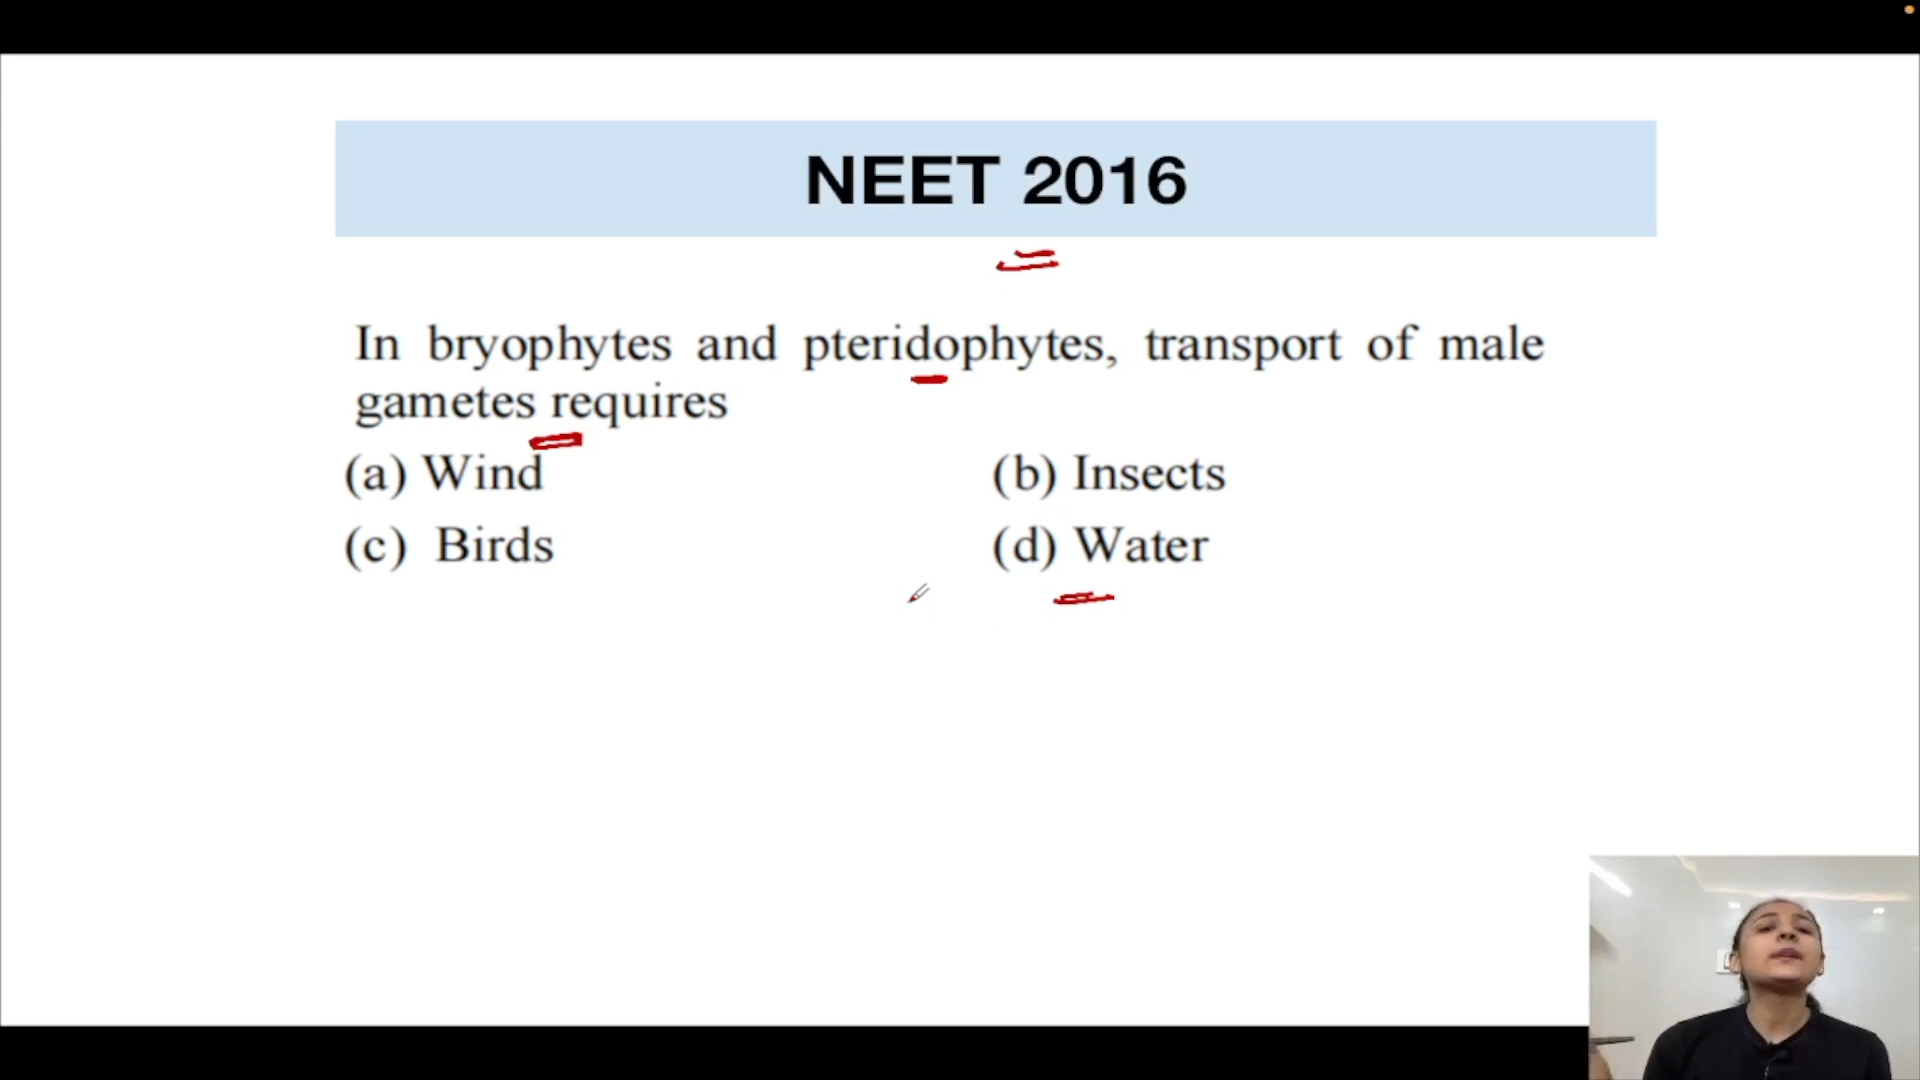 NEET 2016
In bryophytes and pteridophytes, transport of male
gametes requires
(a) Wind (b) Insects
(c) Birds (d) Water